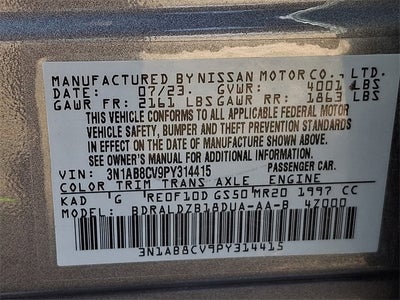 MANUFACTURED BY NISSAN MOTOR CO., LTD.
DATE: 07/23 GVWR: 4001 LBS
GAWR FR: 2161 LBS GAWR RR: 1863 LBS
THIS VEHICLE CONFORMS TO ALL APPLICABLE FEDERAL MOTOR
VEHICLE SAFETY, BUMPER AND THEFT PREVENTION STANDARDS
IN EFFECT ON THE DATE OF MANUFACTURE SHOWN ABOVE.
SEE OWNER'S MANUAL FOR ADDITIONAL INFORMATION.
VIN: 3N1AB8CV9PY314415 PASSENGER CAR.
COLOR TRIM TRANS AXLE ENGINE
KAD G RE0F10D GS50 MR20 1997 CC
MODEL: BDRALDZB18DUA-AA-B 4Z000
3N1AB8CV9PY314415